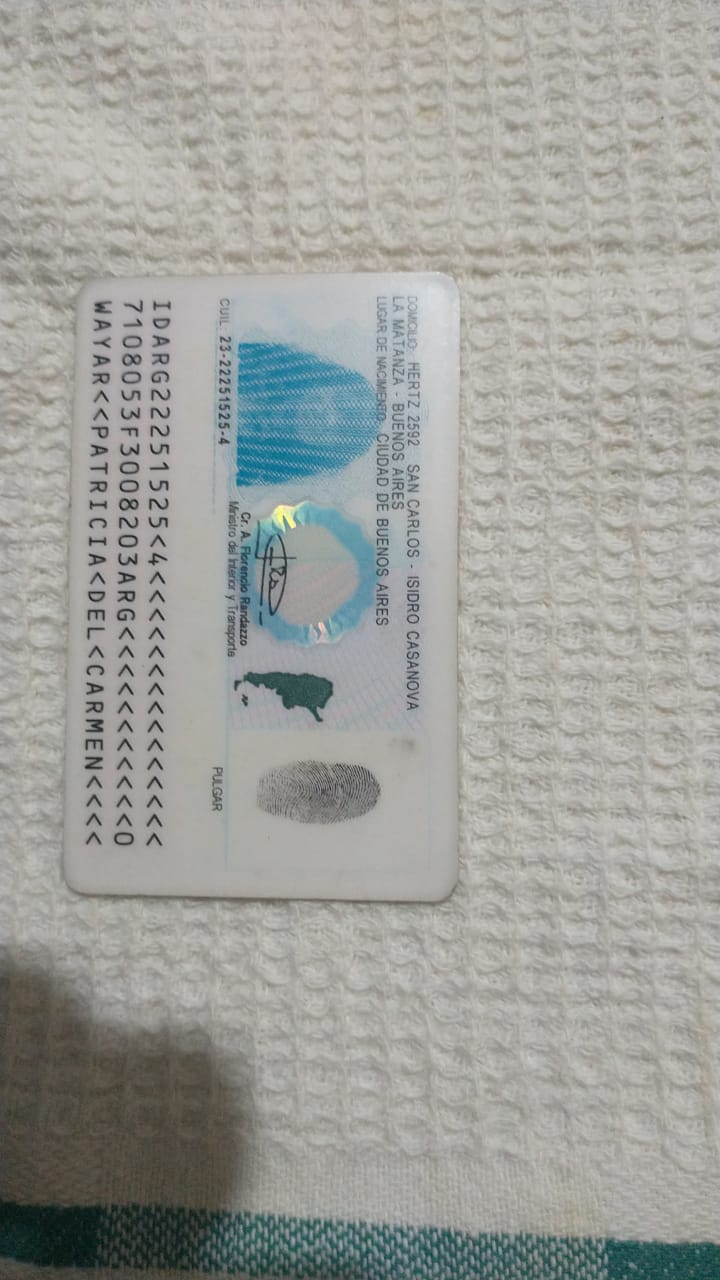 DOMICILIO: HERTZ 2592 SAN CARLOS - ISIDRO CASANOVA
LA MATANZA - BUENOS AIRES
LUGAR DE NACIMIENTO: CIUDAD DE BUENOS AIRES
Cr. A. Florencio Randazzo
Ministro del Interior y Transporte
CUIL: 23-22251525-4
PULGAR
IDARG22251525<4<<<<<<<<<<<<<<<
7108053F3008203ARG<<<<<<<<<<<0
WAYAR<<PATRICIA<DEL<CARMEN<<<<